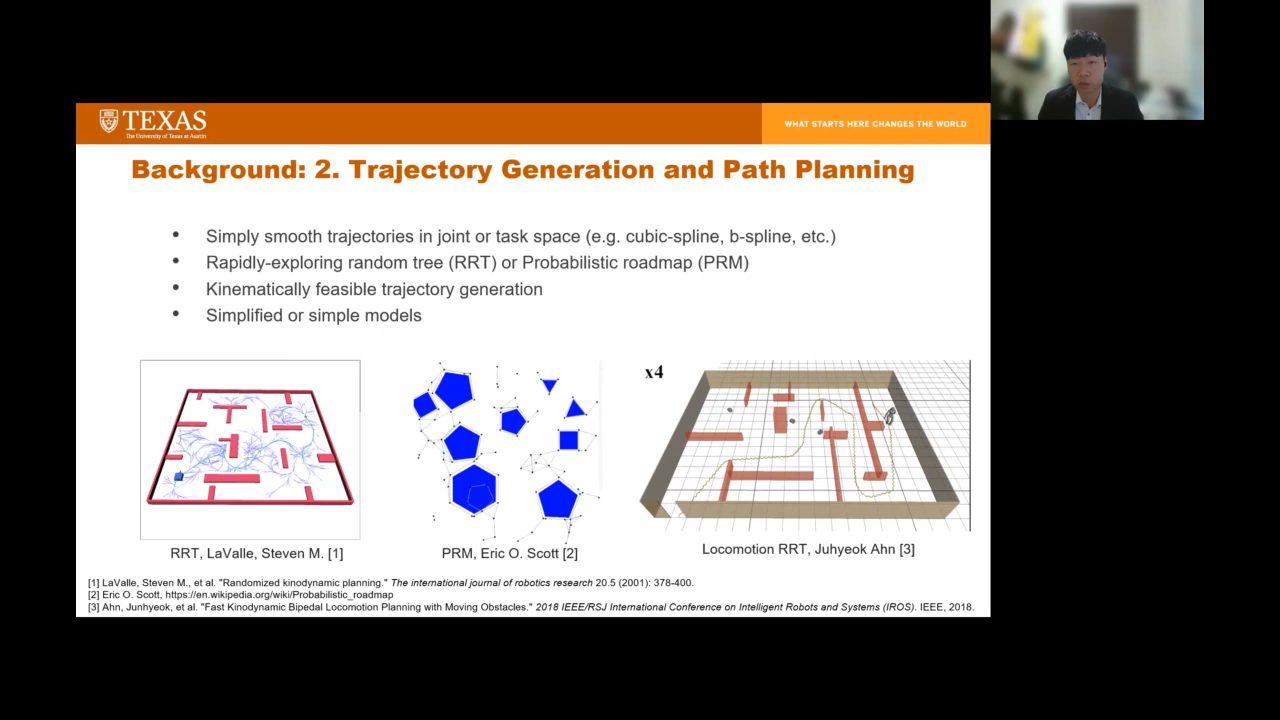 TEXAS
The University of Texas at Austin
WHAT STARTS HERE CHANGES THE WORLD
Background: 2. Trajectory Generation and Path Planning
• Simply smooth trajectories in joint or task space (e.g. cubic-spline, b-spline, etc.)
• Rapidly-exploring random tree (RRT) or Probabilistic roadmap (PRM)
• Kinematically feasible trajectory generation
• Simplified or simple models
x4
RRT, LaValle, Steven M. [1]
PRM, Eric O. Scott [2]
Locomotion RRT, Juhyeok Ahn [3]
[1] LaValle, Steven M., et al. "Randomized kinodynamic planning." The international journal of robotics research 20.5 (2001): 378-400.
[2] Eric O. Scott, https://en.wikipedia.org/wiki/Probabilistic_roadmap
[3] Ahn, Junhyeok, et al. "Fast Kinodynamic Bipedal Locomotion Planning with Moving Obstacles." 2018 IEEE/RSJ International Conference on Intelligent Robots and Systems (IROS). IEEE, 2018.